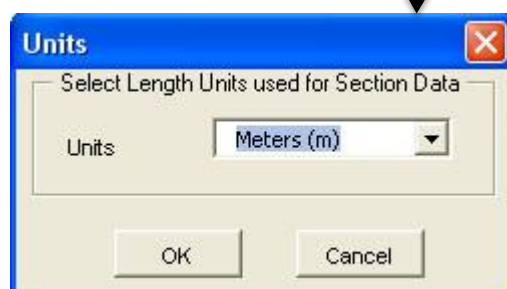 Units
Select Length Units used for Section Data
Units Meters (m)
OK Cancel